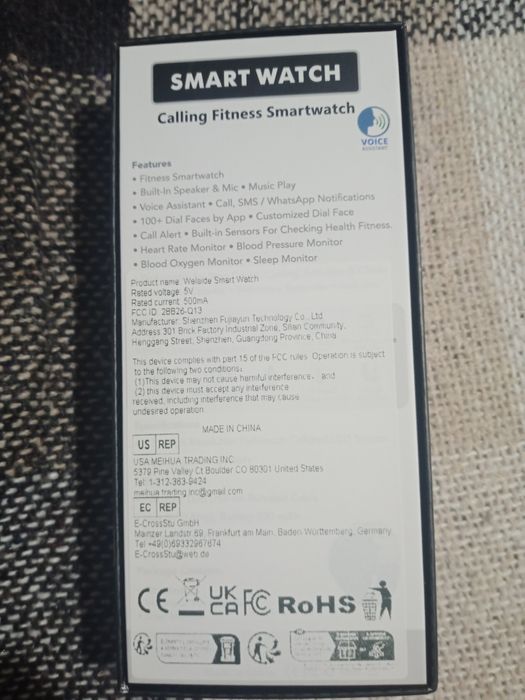 SMART WATCH
Calling Fitness Smartwatch
VOICE
ASSISTANT
Features
• Fitness Smartwatch
• Built-In Speaker & Mic • Music Play
• Voice Assistant • Call, SMS / WhatsApp Notifications
• 100+ Dial Faces by App • Customized Dial Face
• Call Alert • Built-in Sensors For Checking Health Fitness.
• Heart Rate Monitor • Blood Pressure Monitor
• Blood Oxygen Monitor • Sleep Monitor
Product name: Welaide Smart Watch
Rated voltage: 5V
Rated current: 500mA
FCC ID: 2BB26-Q13
Manufacturer: Shenzhen Fujiayun Technology Co., Ltd
Address 301 Brick Factory Industrial Zone, Silian Community,
Henggang Street, Shenzhen, Guangdong Province, China
This device complies with part 15 of the FCC rules Operation is subject
to the following two conditions:
(1)This device may not cause harmful interference, and
(2) this device must accept any interference
received, including interference that may cause
undesired operation.
MADE IN CHINA
US REP
USA MEIHUA TRADING INC
5379 Pine Valley Ct Boulder CO 80301 United States
Tel: 1-312-363-9424
meihua trading inc@gmail.com
EC REP
E-CrossStu GmbH
Mainzer Landstr 69, Frankfurt am Main, Baden Württemberg, Germany
Tel +49(0)69332967674
E-CrossStu@web.de
CE UK CA FC RoHS